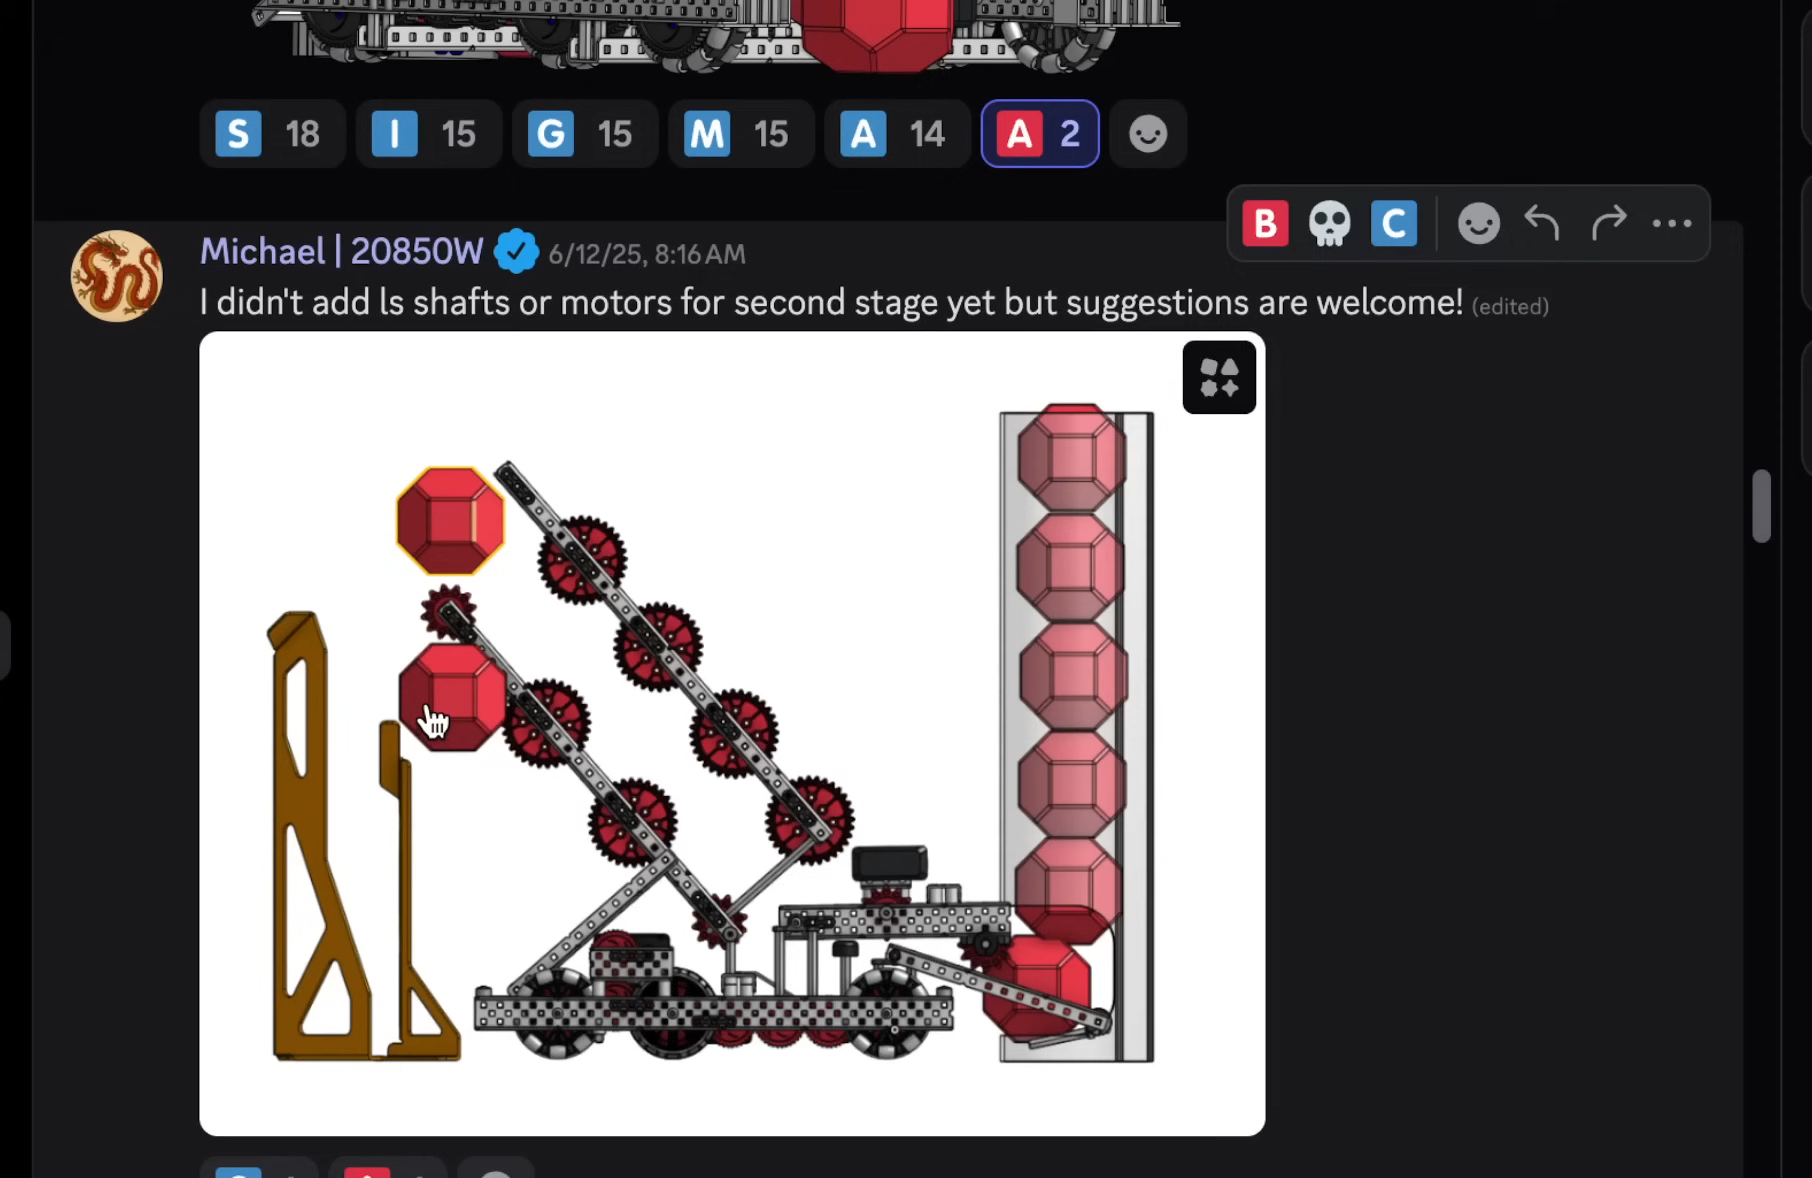 S 18 I 15 G 15 M 15 A 14 A 2
B C
Michael | 20850W 6/12/25, 8:16 AM
I didn't add ls shafts or motors for second stage yet but suggestions are welcome! (edited)